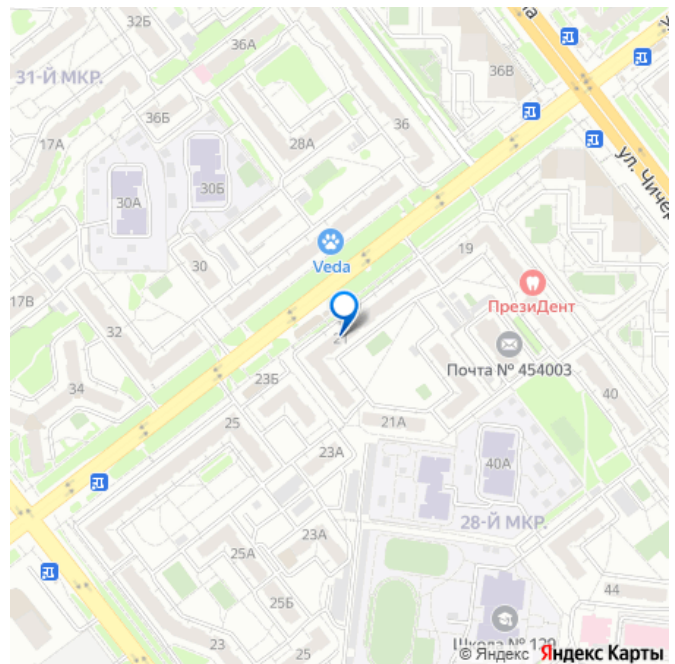 32Б
36А
31-Й МКР.
36Б
17А
28А
36
36В
ул. Чичер
30А
30Б
30
Veda
19
ПрезиДент
17В
32
21
Почта № 454003
34
23Б
40
25
21А
23А
40А
28-Й МКР.
23А
25А
25Б
44
23
25
Школа № 129
© Яндекс Яндекс Карты